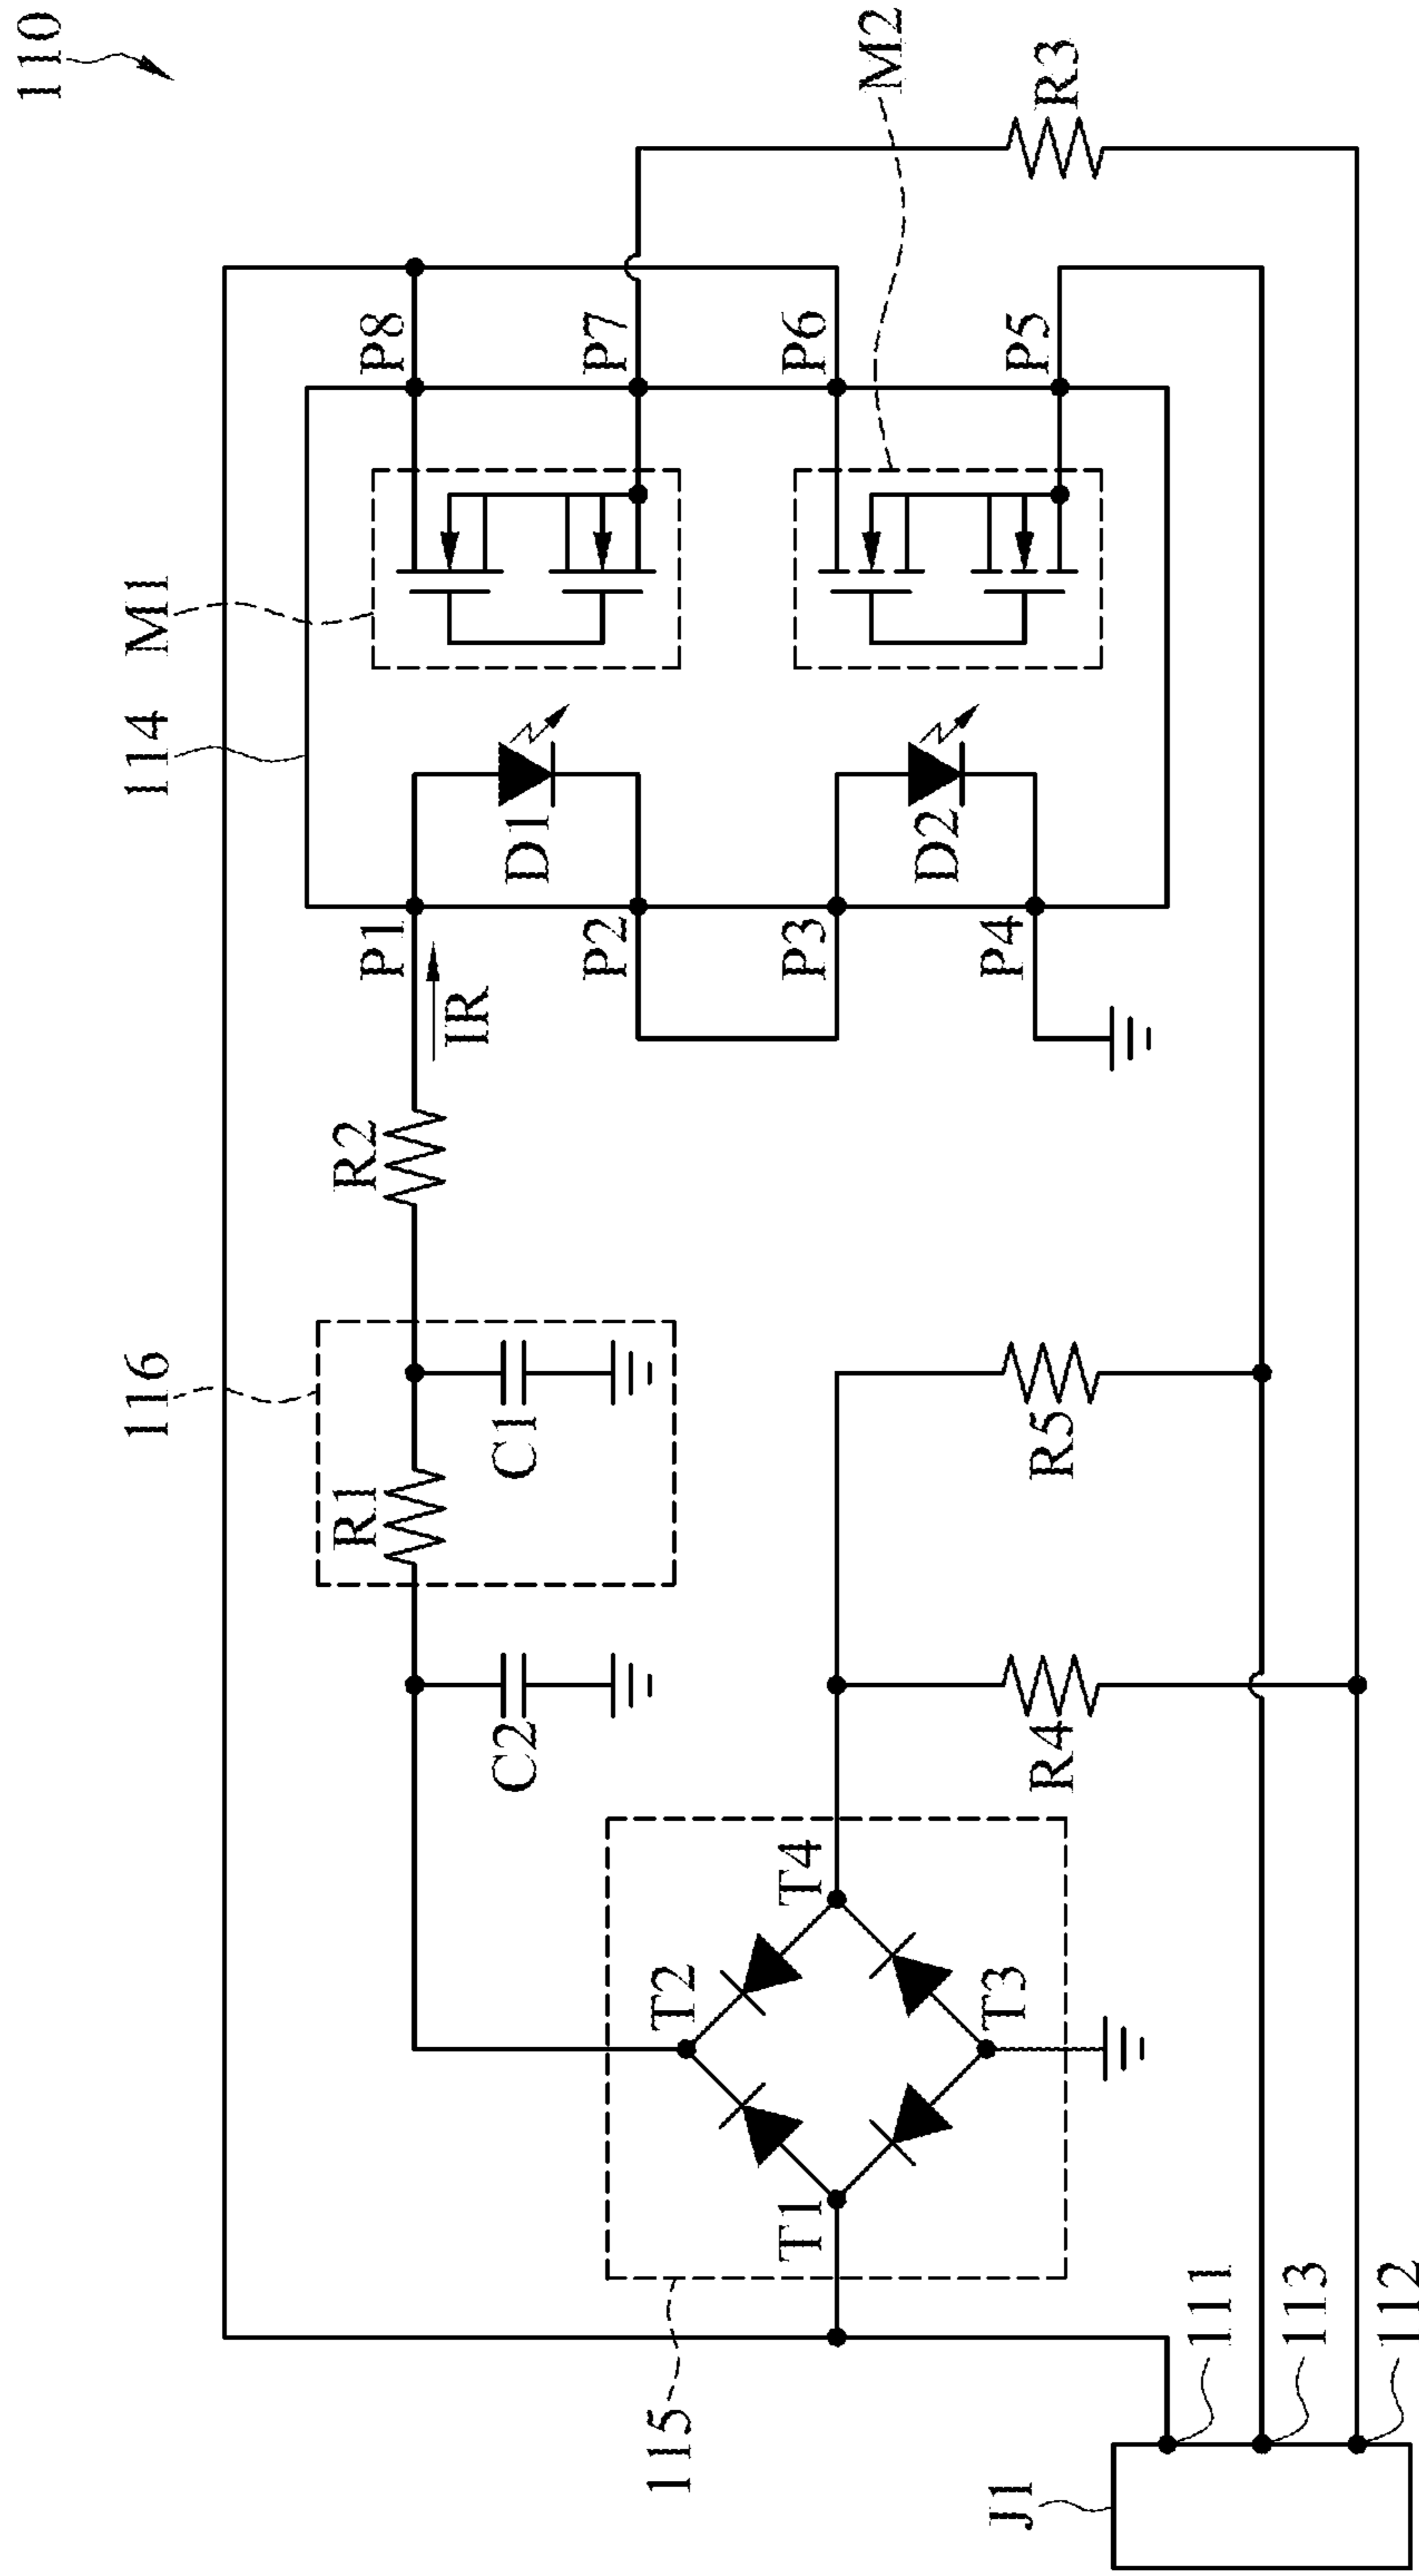 110
M1
114
116
M2
R3
P8
P7
P6
P5
D1
D2
P1
P2
P3
P4
IR
R2
R1
C1
C2
R5
R4
T4
T2
T3
T1
115
111
113
112
J1